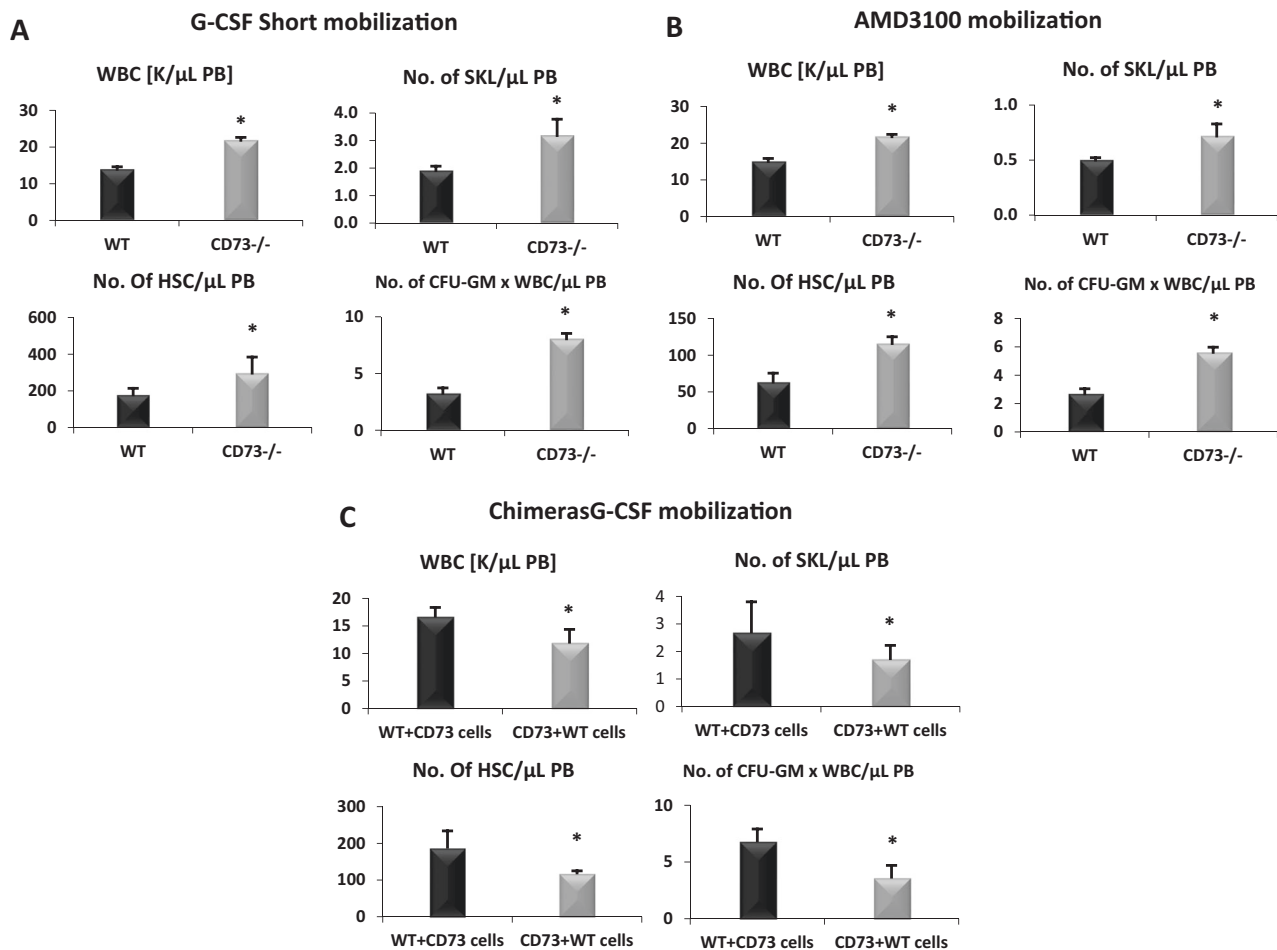 A
G-CSF Short mobilization
WBC [K/µL PB]
30
20
10
0
*
WT
CD73-/-
No. of SKL/µL PB
4.0
3.0
2.0
1.0
0.0
*
WT
CD73-/-
No. Of HSC/µL PB
600
400
200
0
*
WT
CD73-/-
No. of CFU-GM x WBC/µL PB
10
5
0
*
WT
CD73-/-
B
AMD3100 mobilization
WBC [K/µL PB]
30
20
10
0
*
WT
CD73-/-
No. of SKL/µL PB
1.0
0.5
0.0
*
WT
CD73-/-
No. Of HSC/µL PB
150
100
50
0
*
WT
CD73-/-
No. of CFU-GM x WBC/µL PB
8
6
4
2
0
*
WT
CD73-/-
C
ChimerasG-CSF mobilization
WBC [K/µL PB]
20
15
10
5
0
*
WT+CD73 cells
CD73+WT cells
No. of SKL/µL PB
4
3
2
1
0
*
WT+CD73 cells
CD73+WT cells
No. Of HSC/µL PB
300
200
100
0
*
WT+CD73 cells
CD73+WT cells
No. of CFU-GM x WBC/µL PB
10
5
0
*
WT+CD73 cells
CD73+WT cells